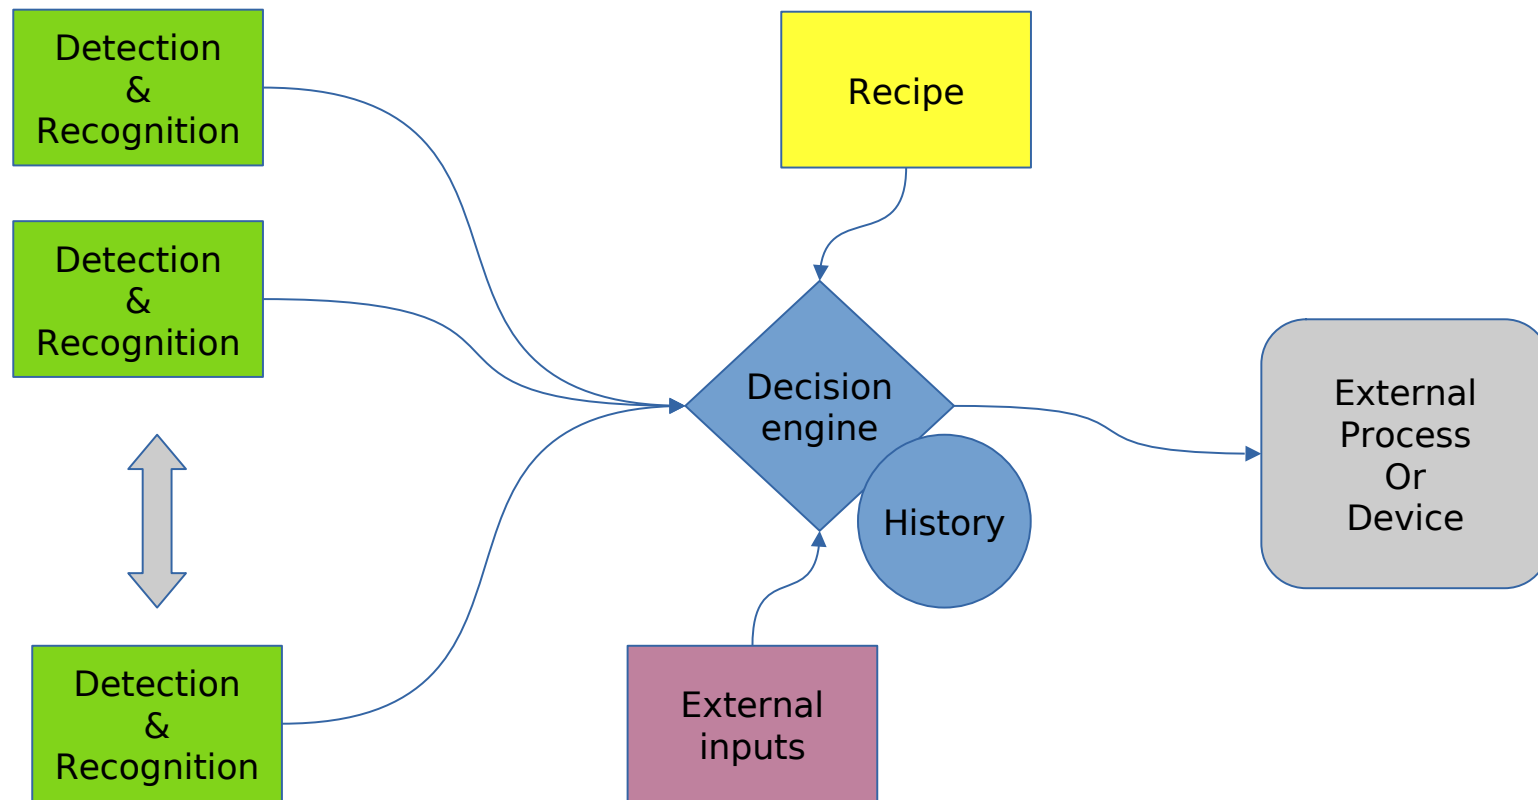 Detection
&
Recognition
Recipe
Detection
&
Recognition
Decision
engine
History
External
Process
Or
Device
Detection
&
Recognition
External
inputs